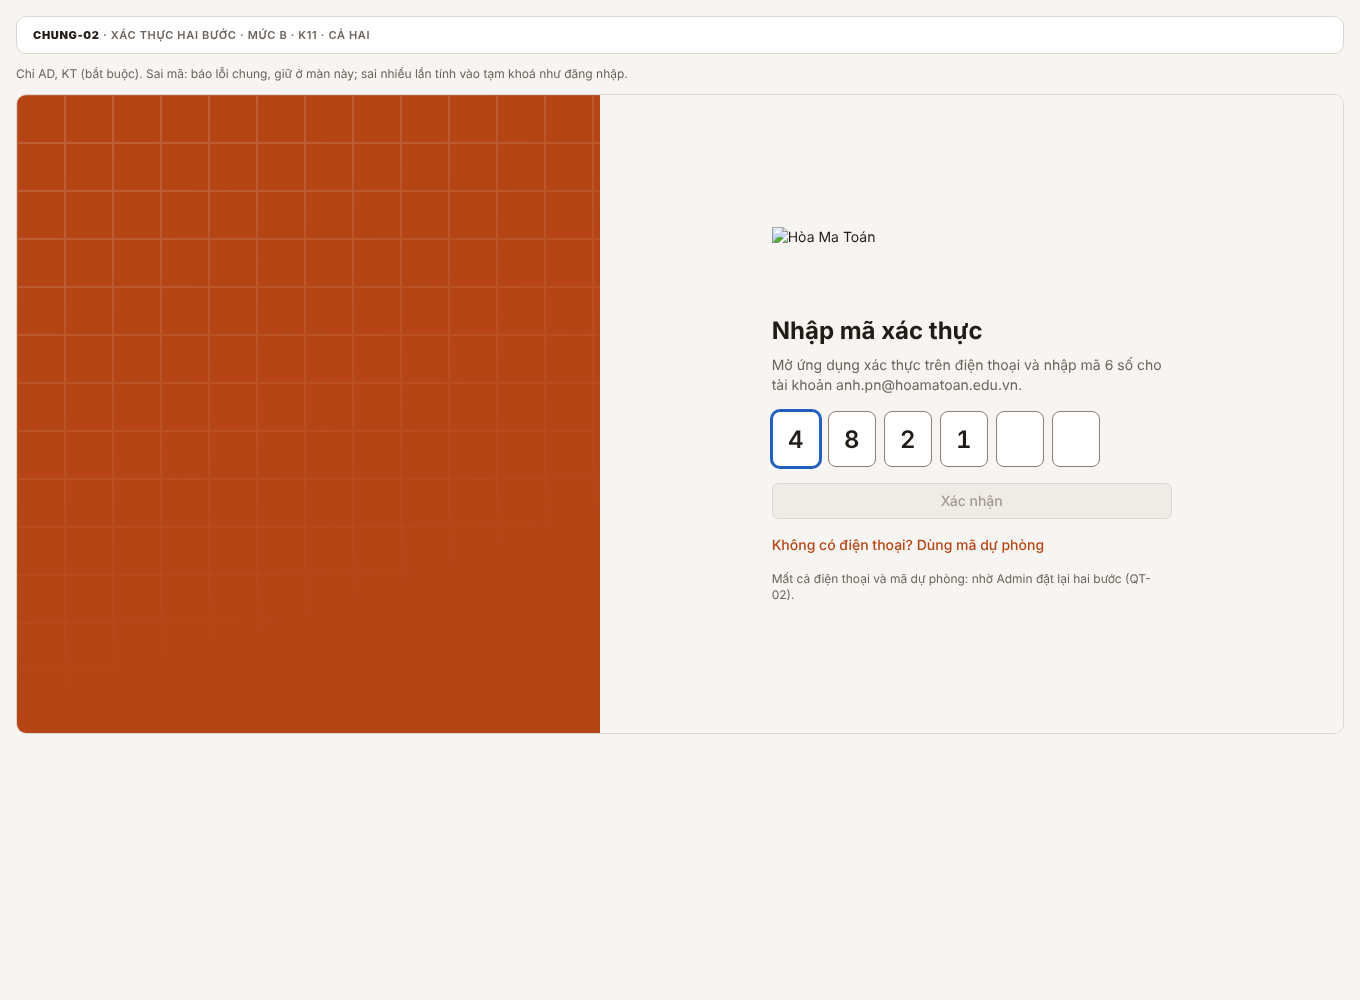 CHUNG-02 · XÁC THỰC HAI BƯỚC · MỨC B · K11 · CẢ HAI
Chỉ AD, KT (bắt buộc). Sai mã: báo lỗi chung, giữ ở màn này; sai nhiều lần tính vào tạm khoá như đăng nhập.
Hòa Ma Toán
Nhập mã xác thực
Mở ứng dụng xác thực trên điện thoại và nhập mã 6 số cho
tài khoản anh.pn@hoamatoan.edu.vn.
4 8 2 1
Xác nhận
Không có điện thoại? Dùng mã dự phòng
Mất cả điện thoại và mã dự phòng: nhờ Admin đặt lại hai bước (QT-
02).